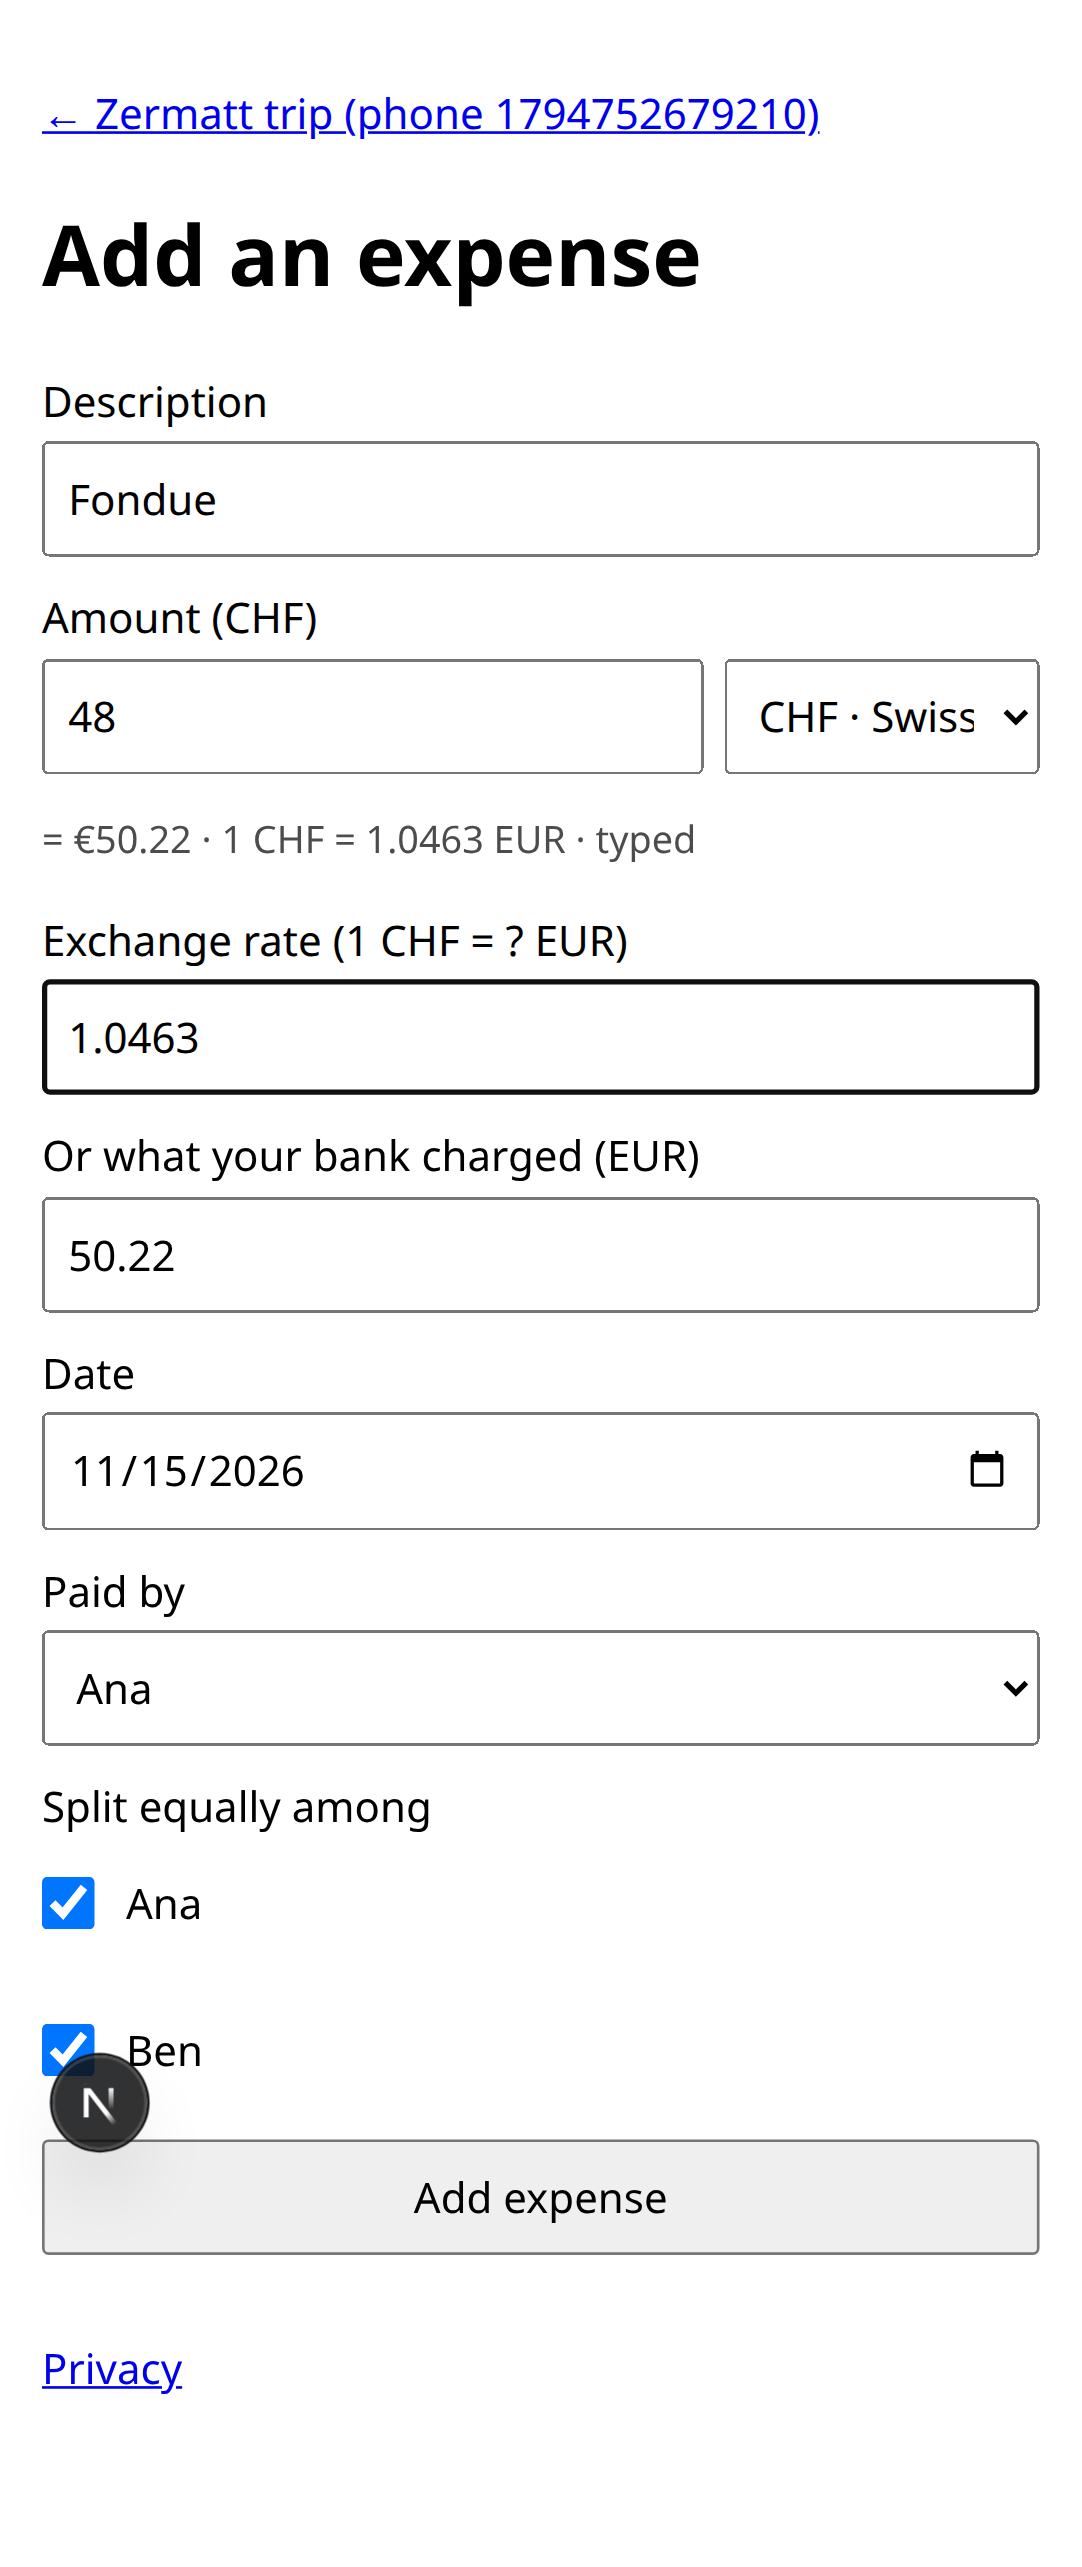 ← Zermatt trip (phone 1794752679210)
Add an expense
Description
Fondue
Amount (CHF)
48
CHF · Swiss
= €50.22 · 1 CHF = 1.0463 EUR · typed
Exchange rate (1 CHF = ? EUR)
1.0463
Or what your bank charged (EUR)
50.22
Date
11/15/2026
Paid by
Ana
Split equally among
Ana
Ben
N
Add expense
Privacy